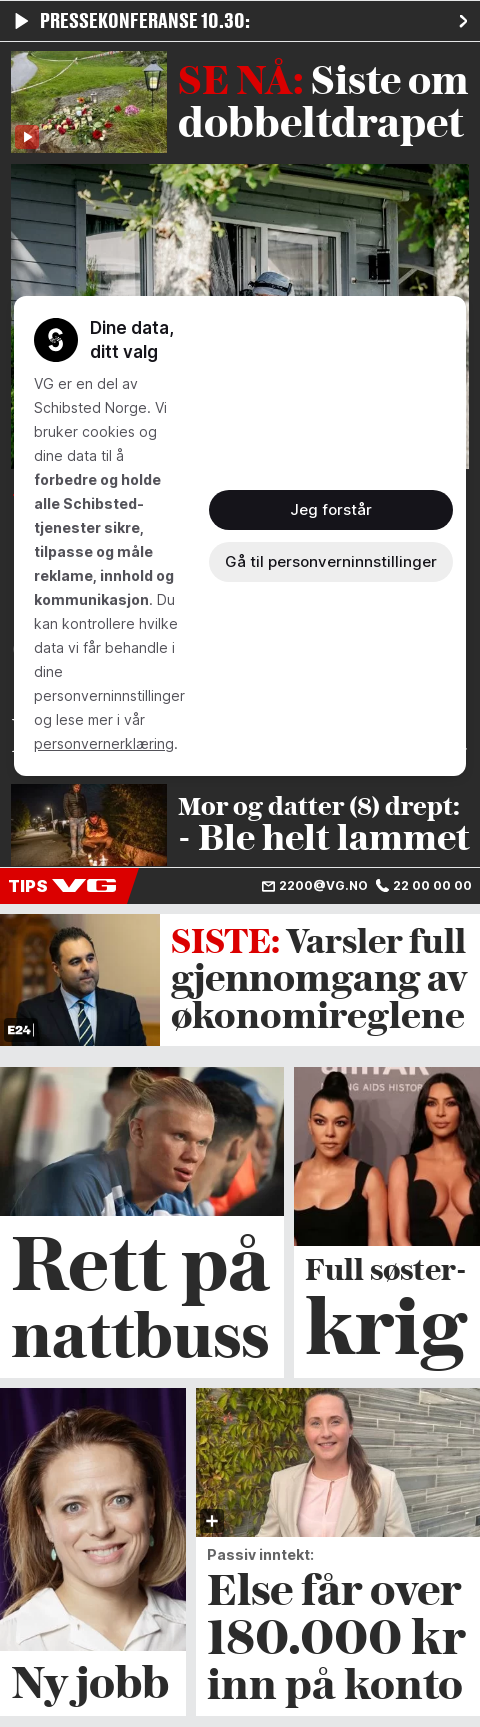 PRESSEKONFERANSE 10.30:
SE NÅ: Siste om
dobbeltdrapet
Dine data,
ditt valg
VG er en del av
Schibsted Norge. Vi
bruker cookies og
dine data til å
forbedre og holde
alle Schibsted-
tjenester sikre,
tilpasse og måle
reklame, innhold og
kommunikasjon. Du
kan kontrollere hvilke
data vi får behandle i
dine
personverninnstillinger
og lese mer i vår
personvernerklæring.
Jeg forstår
Gå til personverninnstillinger
Mor og datter (8) drept:
- Ble helt lammet
TIPS VG
2200@VG.NO 22 00 00 00
E24
SISTE: Varsler full
gjennomgang av
økonomireglene
Rett på
nattbuss
Full søster-
krig
Ny jobb
Passiv inntekt:
Else får over
180.000 kr
inn på konto